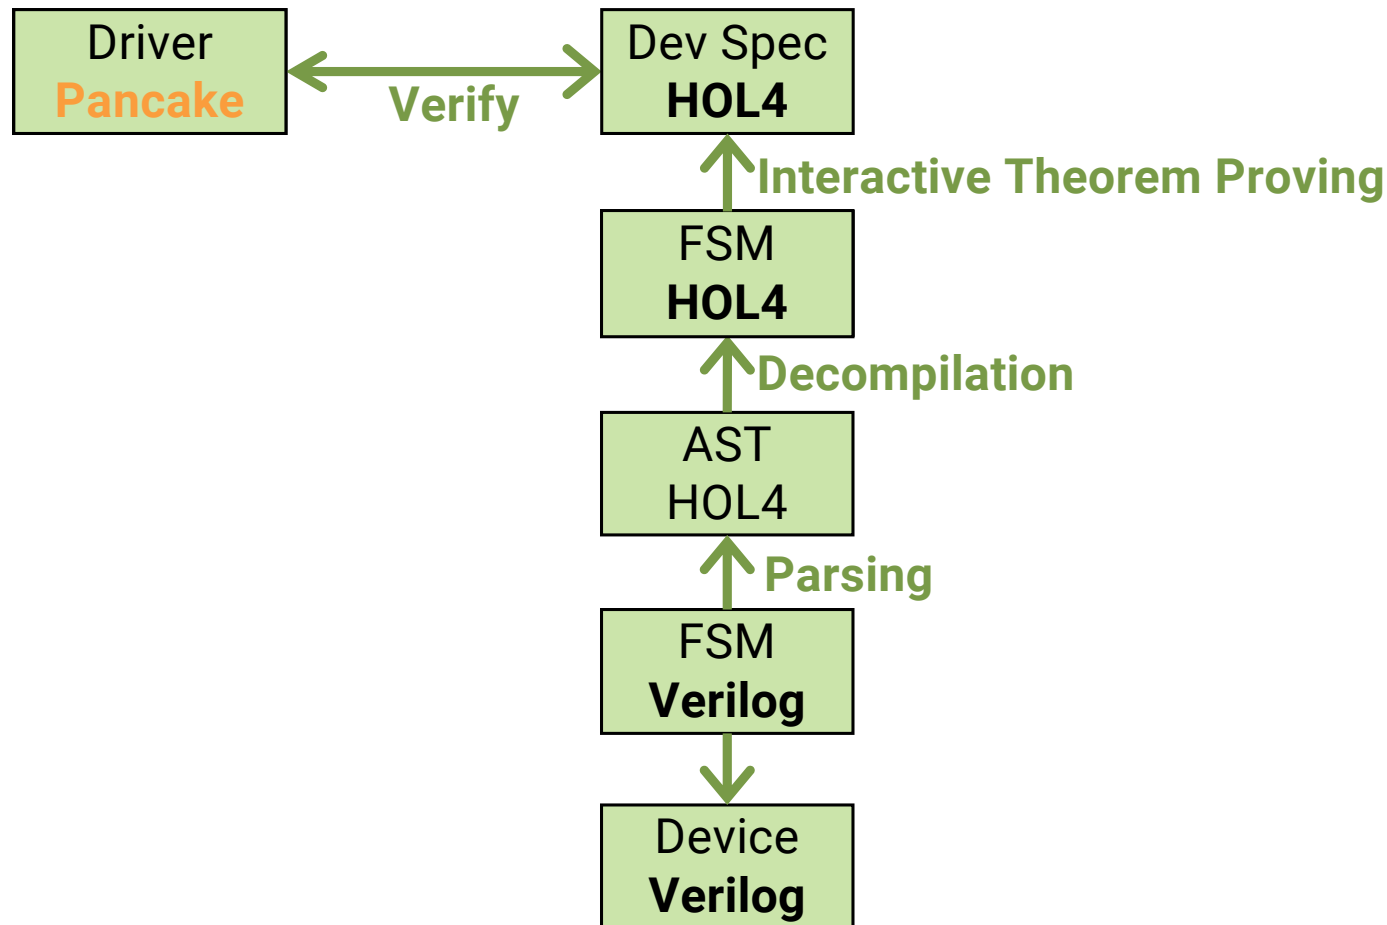 Driver
Pancake
Verify
Dev Spec
HOL4
Interactive Theorem Proving
FSM
HOL4
Decompilation
AST
HOL4
Parsing
FSM
Verilog
Device
Verilog